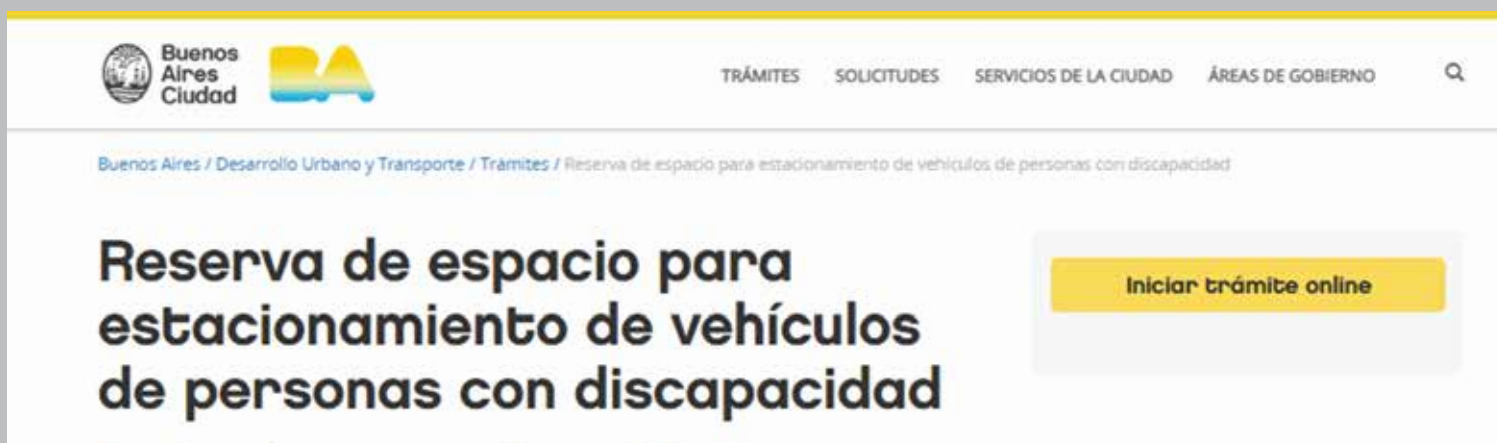 Buenos
Aires
Ciudad
BA
TRÁMITES SOLICITUDES SERVICIOS DE LA CIUDAD ÁREAS DE GOBIERNO
Buenos Aires / Desarrollo Urbano y Transporte / Trámites / Reserva de espacio para estacionamiento de vehículos de personas con discapacidad
Reserva de espacio para
estacionamiento de vehículos
de personas con discapacidad
Iniciar trámite online